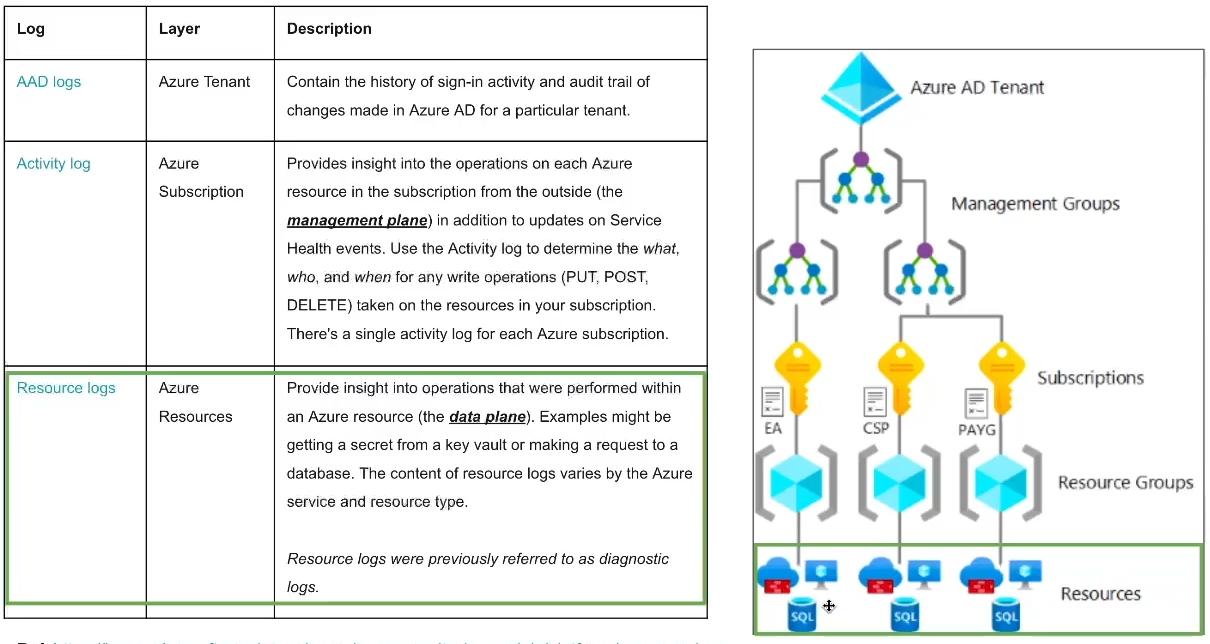 Log Layer Description
AAD logs Azure Tenant Contain the history of sign-in activity and audit trail of
changes made in Azure AD for a particular tenant.
Activity log Azure Provides insight into the operations on each Azure
Subscription resource in the subscription from the outside (the
management plane) in addition to updates on Service
Health events. Use the Activity log to determine the what,
who, and when for any write operations (PUT, POST,
DELETE) taken on the resources in your subscription.
There's a single activity log for each Azure subscription.
Resource logs Azure Provide insight into operations that were performed within
Resources an Azure resource (the data plane). Examples might be
getting a secret from a key vault or making a request to a
database. The content of resource logs varies by the Azure
service and resource type.
Resource logs were previously referred to as diagnostic
logs.
Azure AD Tenant
Management Groups
Subscriptions
EA CSP PAYG
Resource Groups
Resources
SQL SQL SQL